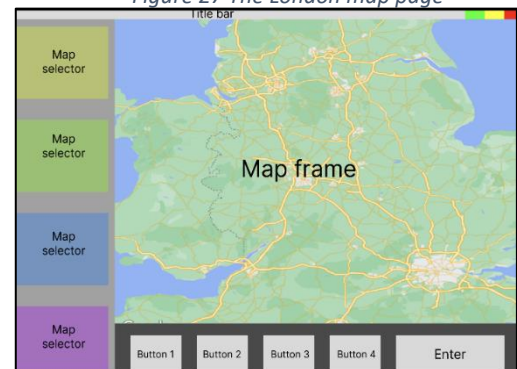 Figure 27 The London map page
Title bar
Map
selector
Map
selector
Map frame
Map
selector
Map
selector
Button 1
Button 2
Button 3
Button 4
Enter